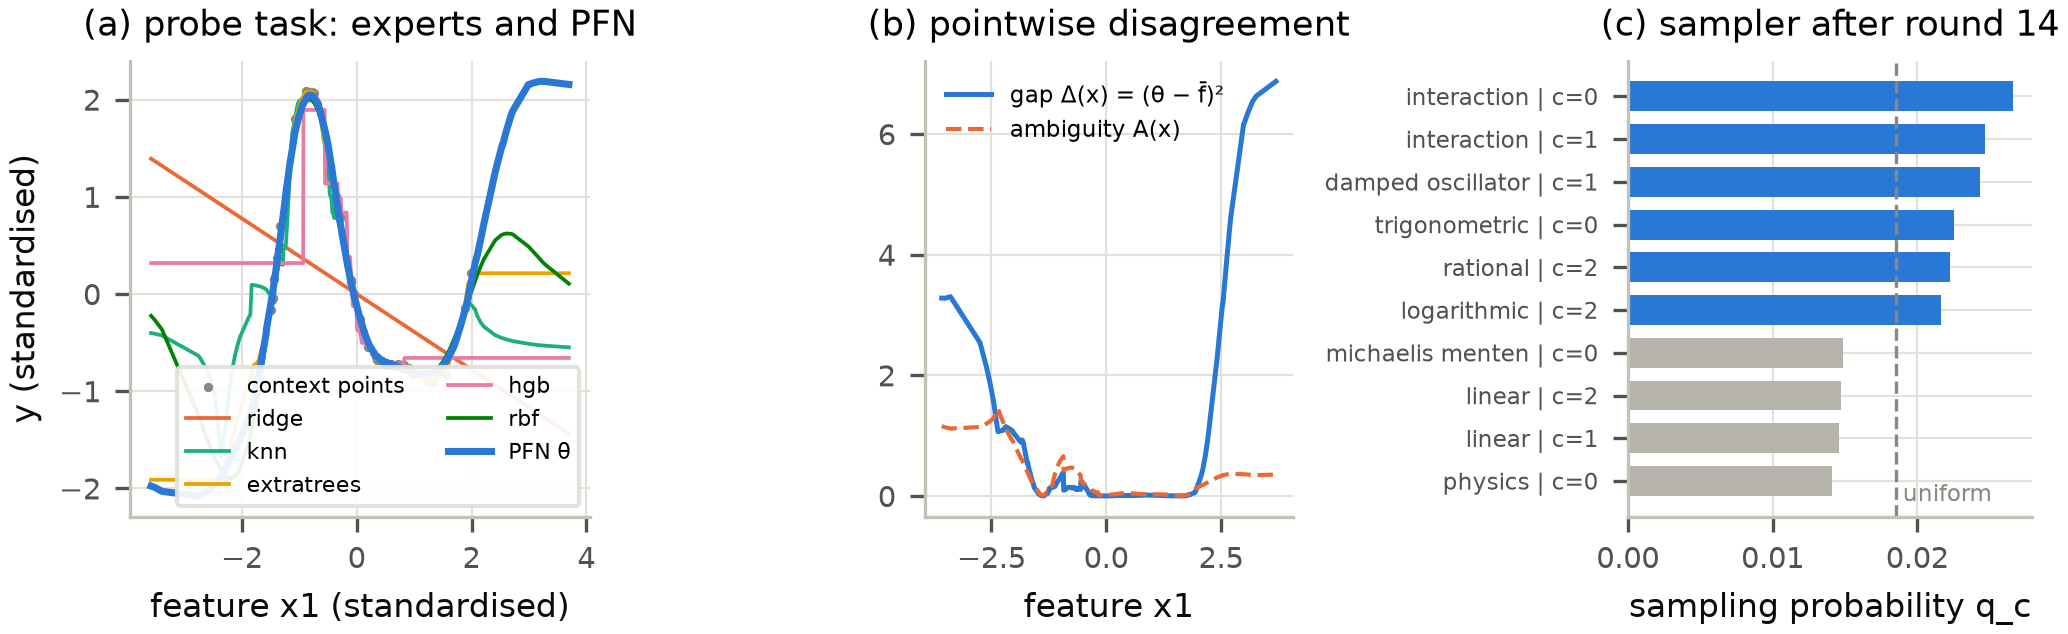 (a) probe task: experts and PFN
y (standardised)
2
1
0
−1
−2
context points
ridge
knn
extratrees
hgb
rbf
PFN θ
−2
0
2
4
feature x1 (standardised)
(b) pointwise disagreement
gap Δ(x) = (θ − f̄)²
ambiguity A(x)
6
4
2
0
−2.5
0.0
2.5
feature x1
(c) sampler after round 14
interaction | c=0
interaction | c=1
damped oscillator | c=1
trigonometric | c=0
rational | c=2
logarithmic | c=2
michaelis menten | c=0
linear | c=2
linear | c=1
physics | c=0
uniform
0.00
0.01
0.02
sampling probability q_c